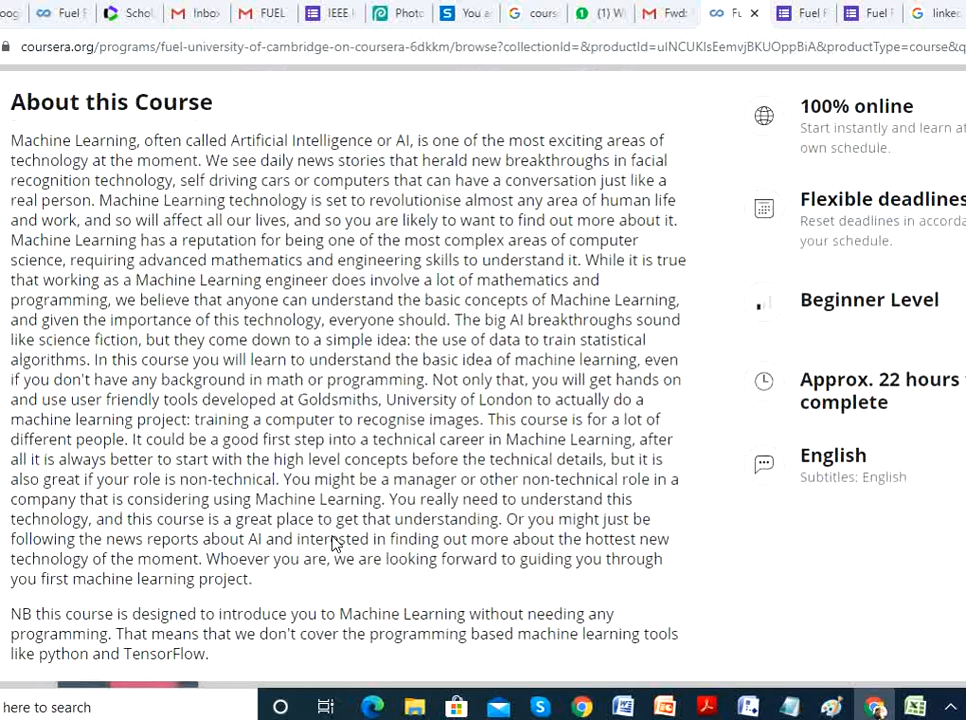 Fuel F
Schol
Inbo
FUEL
IEEE
Photo
You a
cours
(1) W
Fwd:
Fu
Fuel F
Fuel F
linked
coursera.org/programs/fuel-university-of-cambridge-on-coursera-6dkkm/browse?collectionId=&productId=uINCUKlsEemvjBKUOppBiA&productType=course&q
About this Course
Machine Learning, often called Artificial Intelligence or AI, is one of the most exciting areas of
technology at the moment. We see daily news stories that herald new breakthroughs in facial
recognition technology, self driving cars or computers that can have a conversation just like a
real person. Machine Learning technology is set to revolutionise almost any area of human life
and work, and so will affect all our lives, and so you are likely to want to find out more about it.
Machine Learning has a reputation for being one of the most complex areas of computer
science, requiring advanced mathematics and engineering skills to understand it. While it is true
that working as a Machine Learning engineer does involve a lot of mathematics and
programming, we believe that anyone can understand the basic concepts of Machine Learning,
and given the importance of this technology, everyone should. The big AI breakthroughs sound
like science fiction, but they come down to a simple idea: the use of data to train statistical
algorithms. In this course you will learn to understand the basic idea of machine learning, even
if you don't have any background in math or programming. Not only that, you will get hands on
and use user friendly tools developed at Goldsmiths, University of London to actually do a
machine learning project: training a computer to recognise images. This course is for a lot of
different people. It could be a good first step into a technical career in Machine Learning, after
all it is always better to start with the high level concepts before the technical details, but it is
also great if your role is non-technical. You might be a manager or other non-technical role in a
company that is considering using Machine Learning. You really need to understand this
technology, and this course is a great place to get that understanding. Or you might just be
following the news reports about AI and interested in finding out more about the hottest new
technology of the moment. Whoever you are, we are looking forward to guiding you through
you first machine learning project.
NB this course is designed to introduce you to Machine Learning without needing any
programming. That means that we don't cover the programming based machine learning tools
like python and TensorFlow.
100% online
Start instantly and learn at
own schedule.
Flexible deadlines
Reset deadlines in accorda
your schedule.
Beginner Level
Approx. 22 hours
complete
English
Subtitles: English
here to search